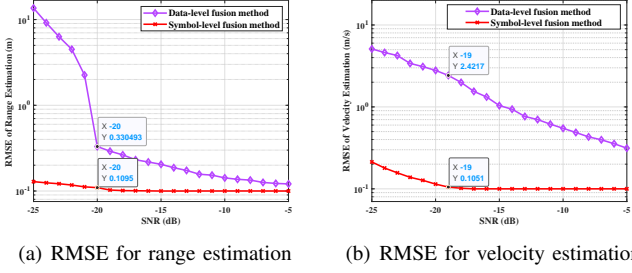 Data-level fusion method
Symbol-level fusion method
10^1
10^0
10^-1
RMSE of Range Estimation (m)
X -20
Y 0.330493
X -20
Y 0.1095
-25 -20 -15 -10 -5
SNR (dB)
(a) RMSE for range estimation
Data-level fusion method
Symbol-level fusion method
10^1
10^0
10^-1
RMSE of Velocity Estimation (m/s)
X -19
Y 2.4217
X -19
Y 0.1051
-25 -20 -15 -10 -5
SNR (dB)
(b) RMSE for velocity estimation